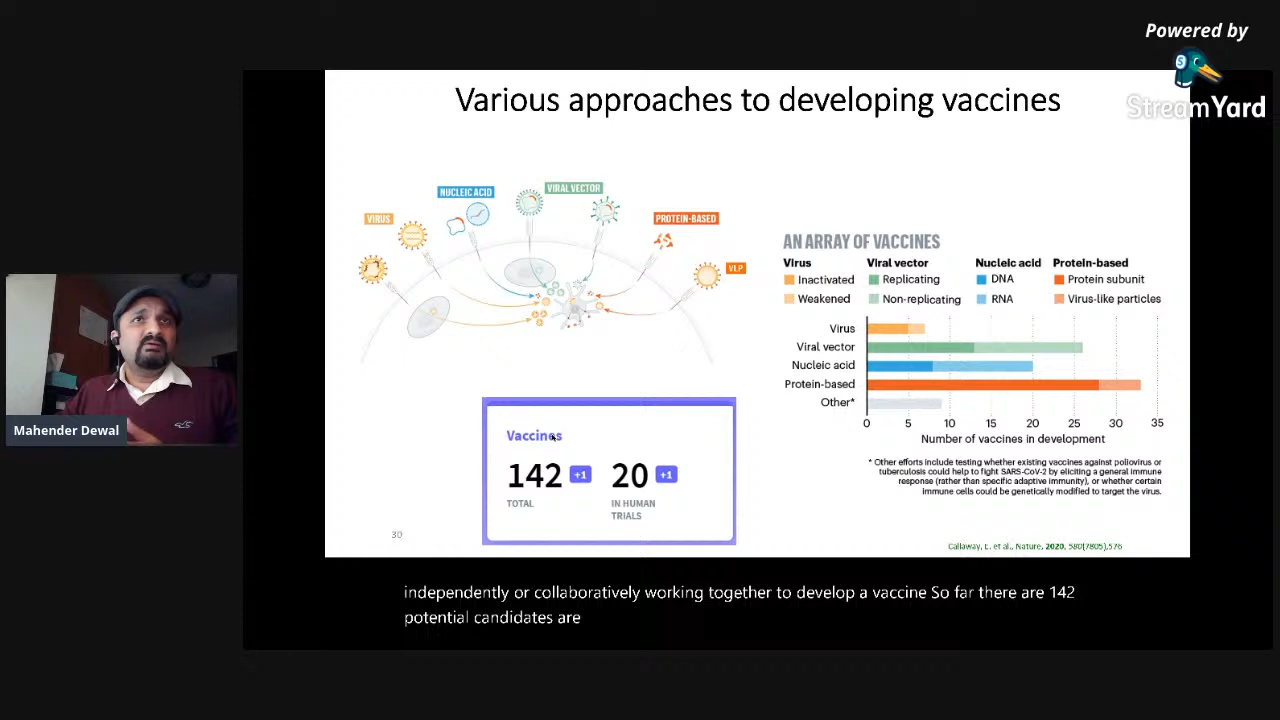 Powered by
StreamYard
Various approaches to developing vaccines
VIRUS
NUCLEIC ACID
VIRAL VECTOR
PROTEIN-BASED
VLP
AN ARRAY OF VACCINES
Virus Viral vector Nucleic acid Protein-based
Inactivated Replicating DNA Protein subunit
Weakened Non-replicating RNA Virus-like particles
Virus
Viral vector
Nucleic acid
Protein-based
Other*
0 5 10 15 20 25 30 35
Number of vaccines in development
* Other efforts include testing whether existing vaccines against poliovirus or
tuberculosis could help to fight SARS-CoV-2 by eliciting a general immune
response (rather than specific adaptive immunity), or whether certain
immune cells could be genetically modified to target the virus.
Vaccines
142 +1 20 +1
TOTAL IN HUMAN
TRIALS
30
Callaway, E. et al., Nature, 2020, 580(7805),576
Mahender Dewal
independently or collaboratively working together to develop a vaccine So far there are 142
potential candidates are